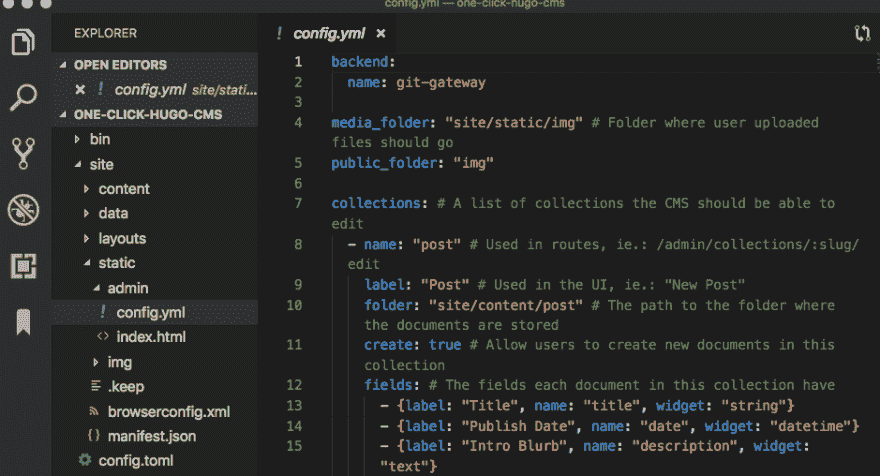 config.yml — one-click-hugo-cms
EXPLORER
OPEN EDITORS
config.yml site/stati...
ONE-CLICK-HUGO-CMS
bin
site
content
data
layouts
static
admin
! config.yml
<> index.html
img
.keep
browserconfig.xml
{} manifest.json
config.toml
! config.yml ×
1 backend:
2 name: git-gateway
3
4 media_folder: "site/static/img" # Folder where user uploaded
files should go
5 public_folder: "img"
6
7 collections: # A list of collections the CMS should be able to
edit
8 - name: "post" # Used in routes, ie.: /admin/collections/:slug/
edit
9 label: "Post" # Used in the UI, ie.: "New Post"
10 folder: "site/content/post" # The path to the folder where
the documents are stored
11 create: true # Allow users to create new documents in this
collection
12 fields: # The fields each document in this collection have
13 - {label: "Title", name: "title", widget: "string"}
14 - {label: "Publish Date", name: "date", widget: "datetime"}
15 - {label: "Intro Blurb", name: "description", widget:
"text"}